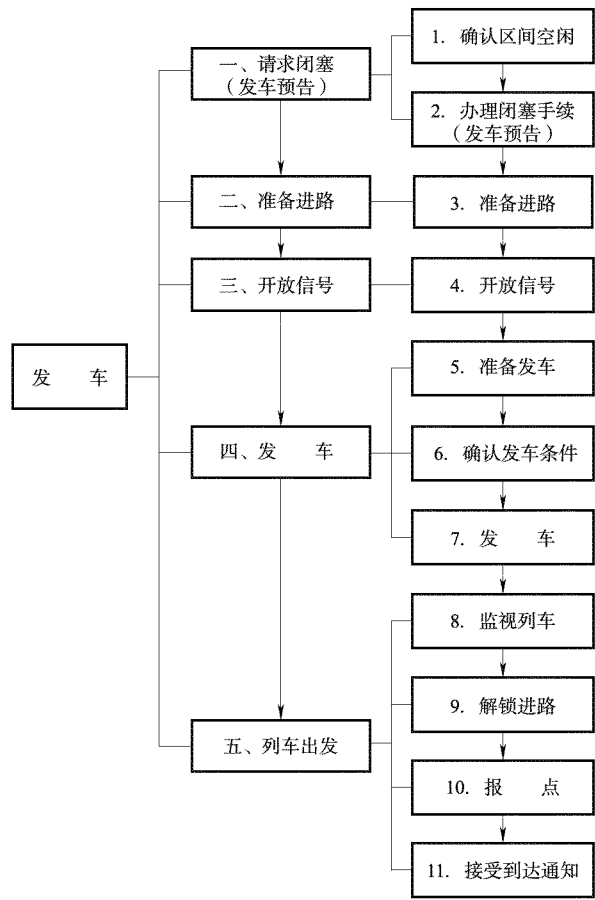 发 车
一、请求闭塞
（发车预告）
二、准备进路
三、开放信号
四、发 车
五、列车出发
1. 确认区间空闲
2. 办理闭塞手续
（发车预告）
3. 准备进路
4. 开放信号
5. 准备发车
6. 确认发车条件
7. 发 车
8. 监视列车
9. 解锁进路
10. 报 点
11. 接受到达通知